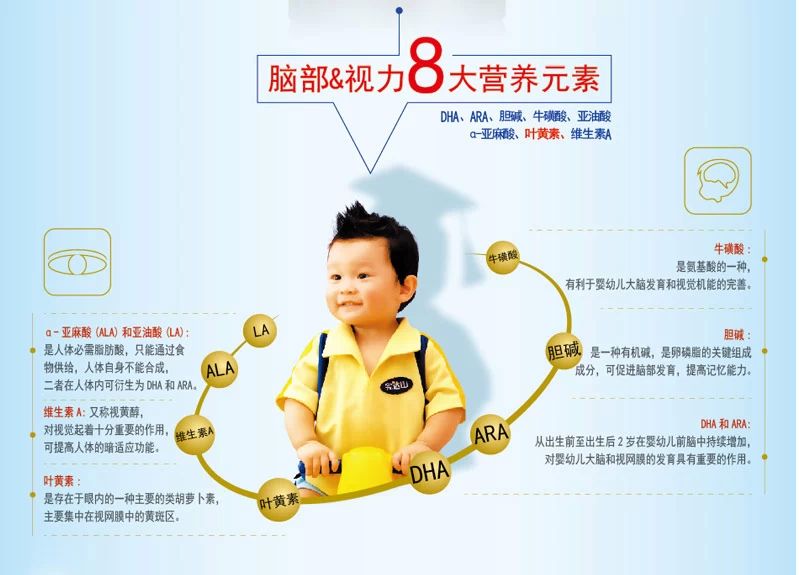 脑部&视力8大营养元素
DHA、ARA、胆碱、牛磺酸、亚油酸
α-亚麻酸、叶黄素、维生素A
牛磺酸
牛磺酸：
是氨基酸的一种，
有利于婴幼儿大脑发育和视觉机能的完善。
胆碱
胆碱：
是一种有机碱，是卵磷脂的关键组成
成分，可促进脑部发育，提高记忆能力。
DHA 和 ARA：
从出生前至出生后 2 岁在婴幼儿前脑中持续增加，
对婴幼儿大脑和视网膜的发育具有重要的作用。
α-亚麻酸 (ALA) 和亚油酸 (LA)：
是人体必需脂肪酸，只能通过食
物供给，人体自身不能合成，
二者在人体内可衍生为 DHA 和 ARA。
维生素 A: 又称视黄醇，
对视觉起着十分重要的作用，
可提高人体的暗适应功能。
叶黄素：
是存在于眼内的一种主要的类胡萝卜素，
主要集中在视网膜中的黄斑区。
LA
ALA
维生素A
叶黄素
DHA
ARA